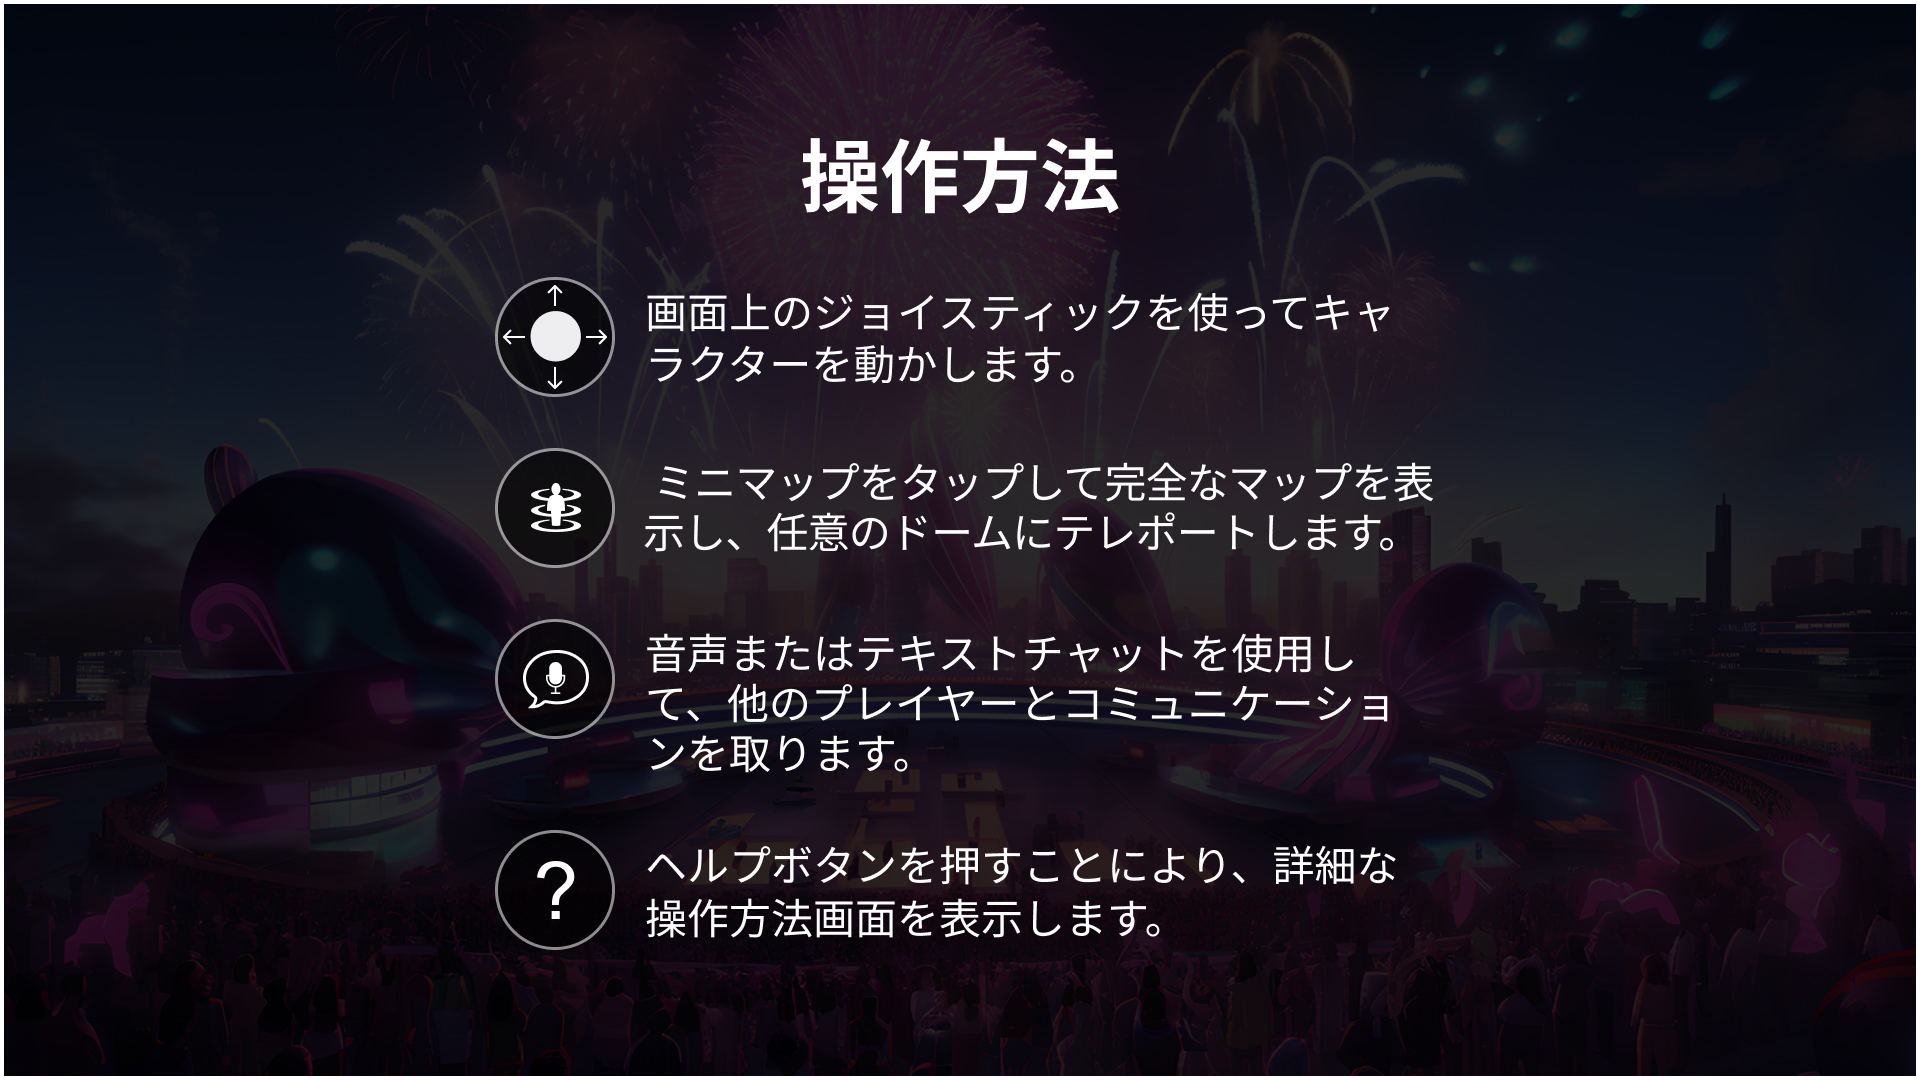 操作方法
画面上のジョイスティックを使ってキャ
ラクターを動かします。
ミニマップをタップして完全なマップを表
示し、任意のドームにテレポートします。
音声またはテキストチャットを使用し
て、他のプレイヤーとコミュニケーショ
ンを取ります。
?
ヘルプボタンを押すことにより、詳細な
操作方法画面を表示します。